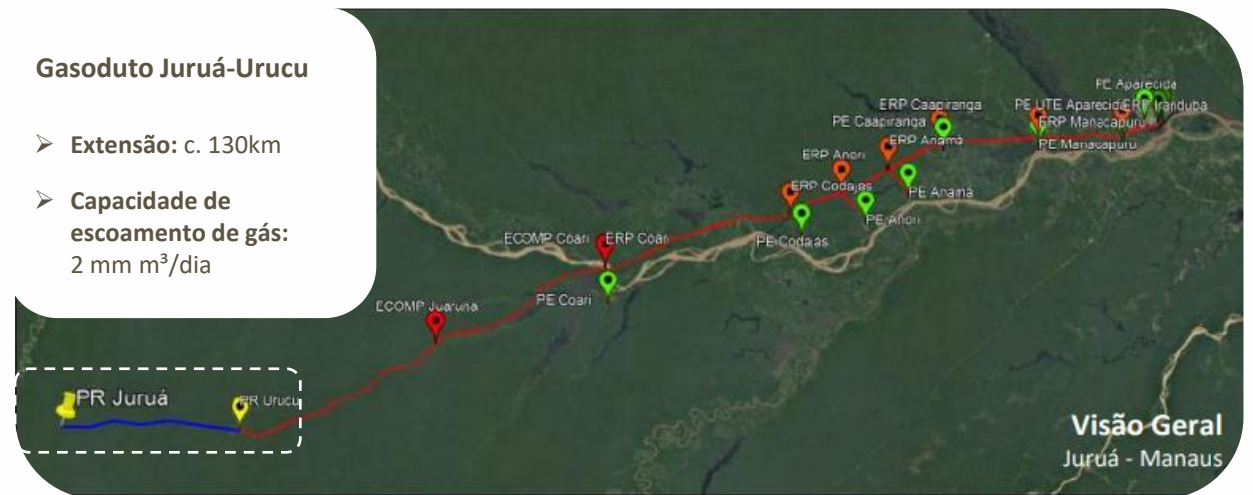 Gasoduto Juruá-Urucu
➢ Extensão: c. 130km
➢ Capacidade de
escoamento de gás:
2 mm m³/dia
PE Aparecida
ERP Caapiranga
PE UTE Aparecida
ERP Iranduba
PE Caapiranga
ERP Manacapuru
ERP Anamã
PE Manacapuru
ERP Anori
ERP Codajás
PE Anamã
PE Anori
ECOMP Coari
ERP Coari
PE Codajás
PE Coari
ECOMP Juaruna
PR Juruá
PR Urucu
Visão Geral
Juruá - Manaus